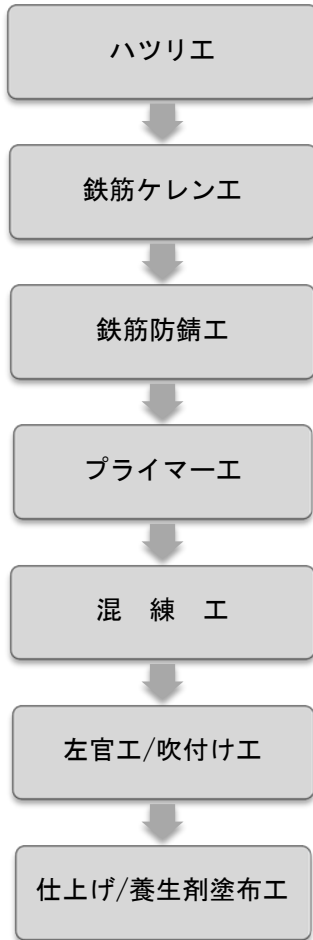 ハツリ工
鉄筋ケレン工
鉄筋防錆工
プライマー工
混　練　工
左官工/吹付け工
仕上げ/養生剤塗布工